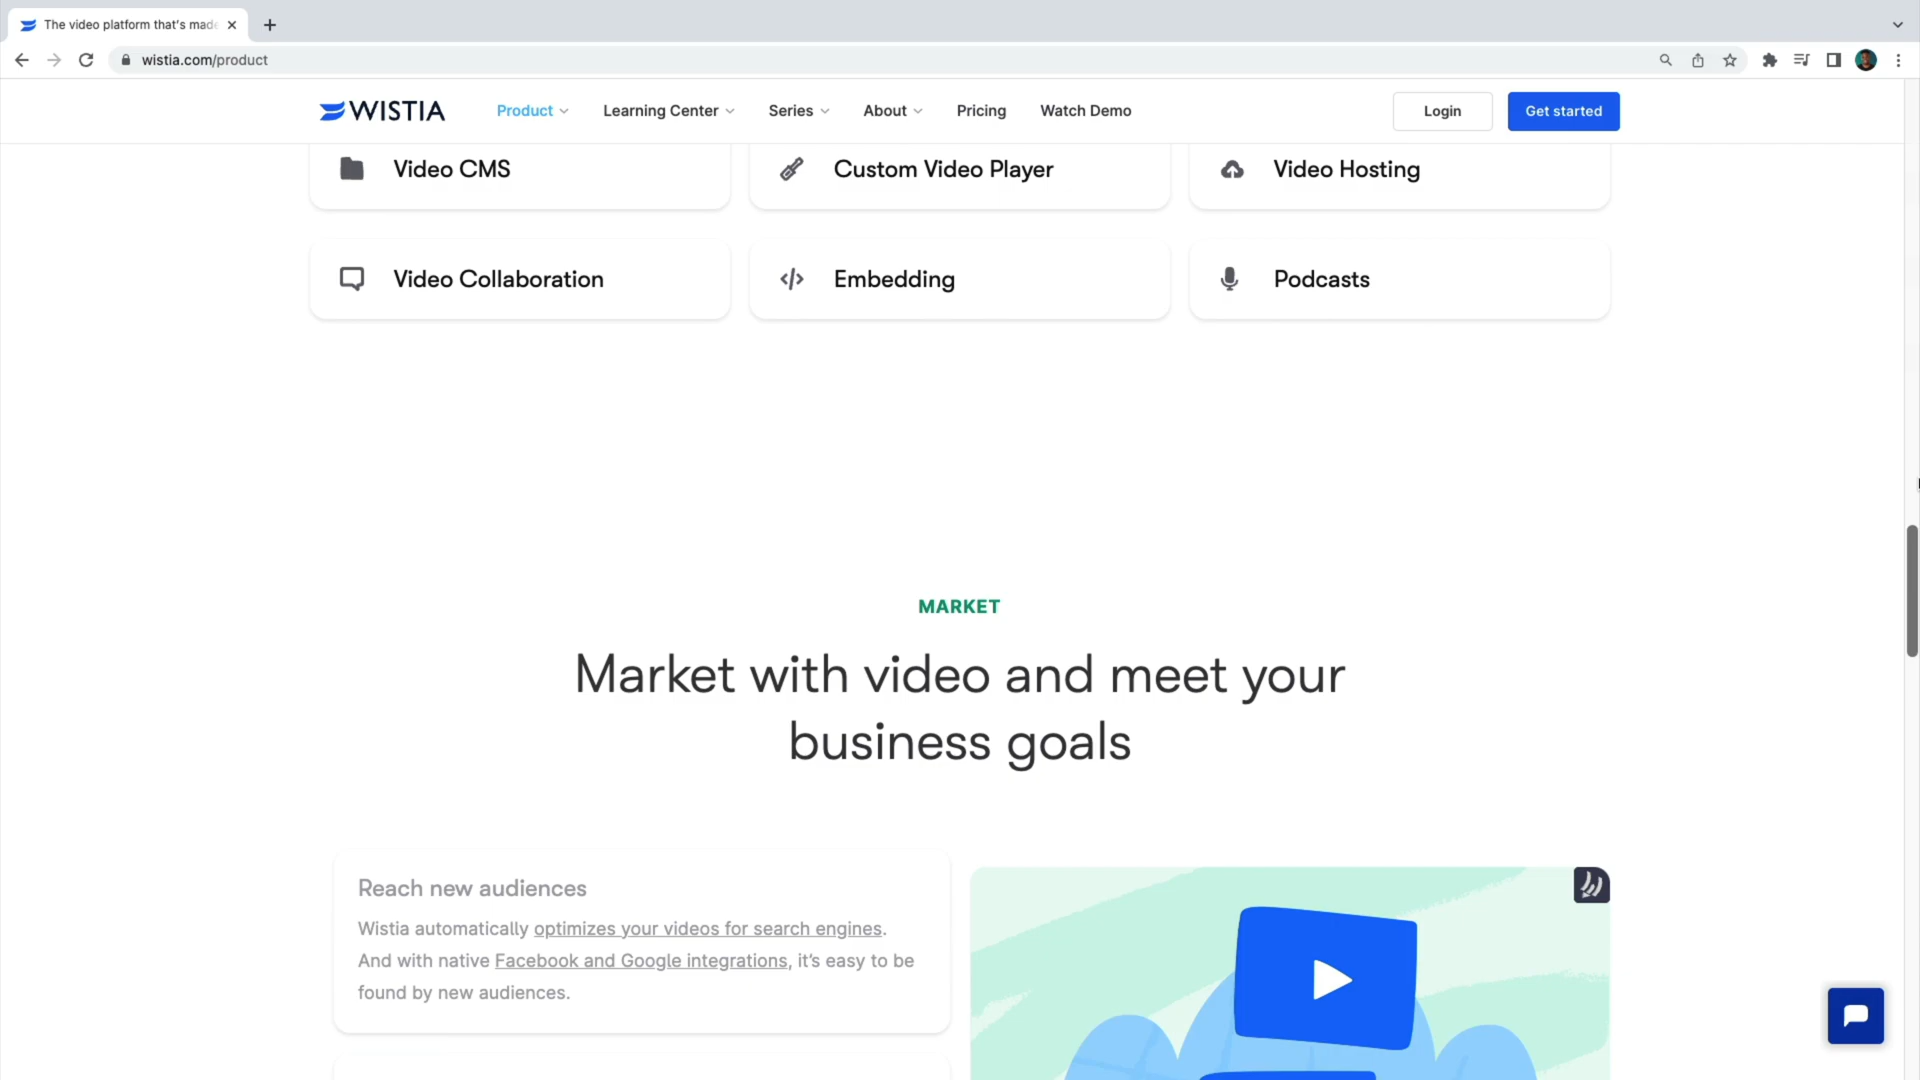 The video platform that's made
wistia.com/product
WISTIA
Product
Learning Center
Series
About
Pricing
Watch Demo
Login
Get started
Video CMS
Custom Video Player
Video Hosting
Video Collaboration
Embedding
Podcasts
MARKET
Market with video and meet your
business goals
Reach new audiences
Wistia automatically optimizes your videos for search engines.
And with native Facebook and Google integrations, it's easy to be
found by new audiences.